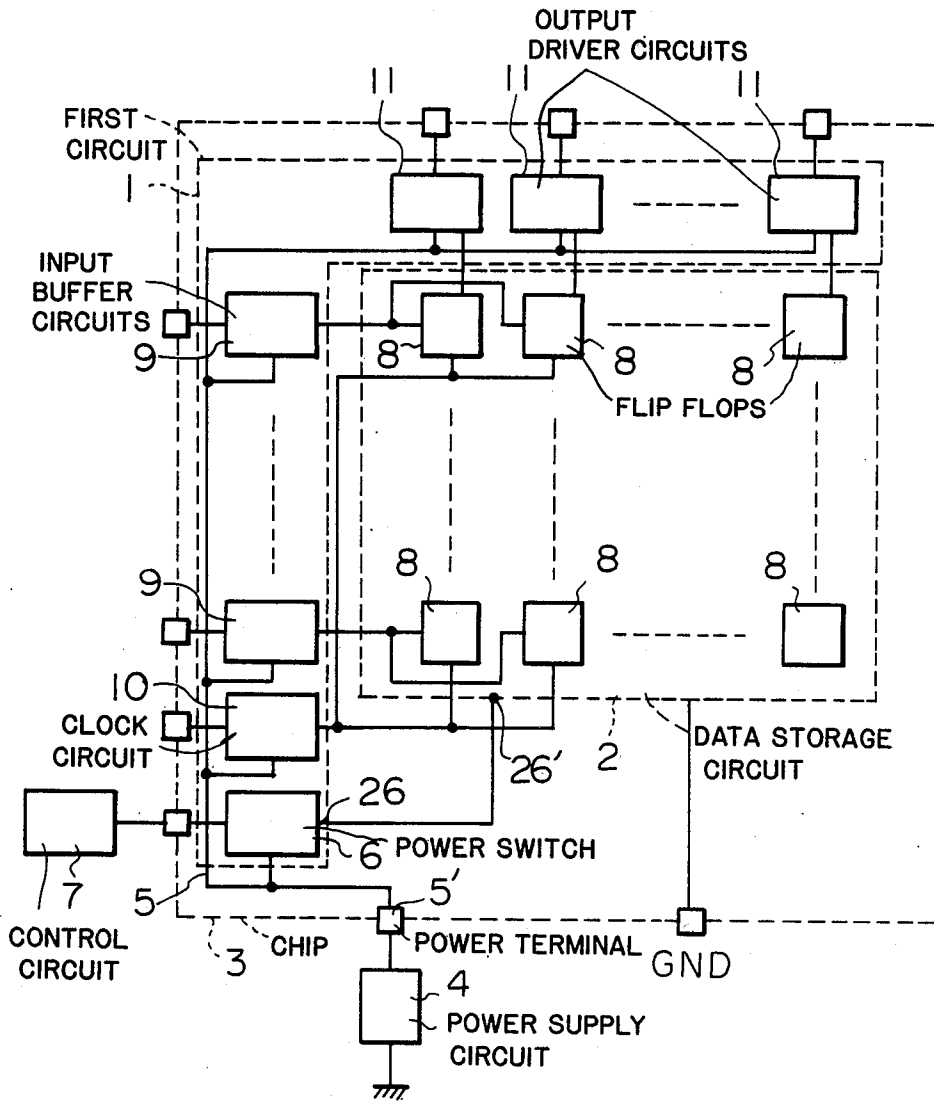 OUTPUT
DRIVER CIRCUITS
11 11 11
FIRST
CIRCUIT
1
INPUT
BUFFER
CIRCUITS
9 8 8 8
FLIP FLOPS
9 8 8 8
10
CLOCK
CIRCUIT
26' 2 DATA STORAGE
CIRCUIT
26
6 POWER SWITCH
7 5 5'
CONTROL
CIRCUIT
3 CHIP POWER TERMINAL GND
4
POWER SUPPLY
CIRCUIT